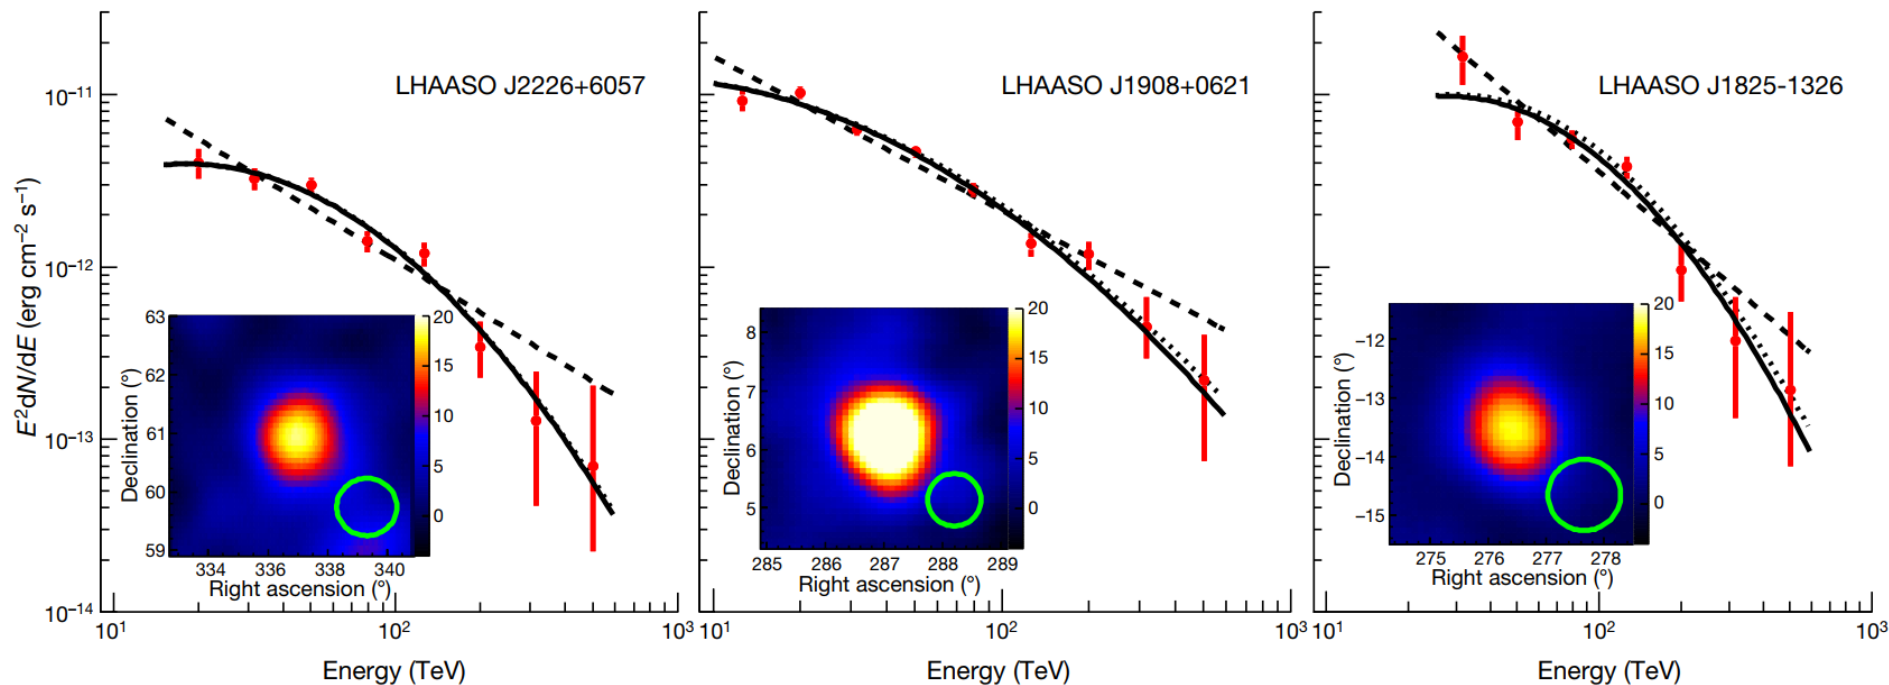 E²dN/dE (erg cm⁻² s⁻¹)
10⁻¹¹
10⁻¹²
10⁻¹³
10⁻¹⁴
LHAASO J2226+6057
63
62
61
60
59
Declination (°)
334 336 338 340
Right ascension (°)
20
15
10
5
0
10¹ 10² 10³
Energy (TeV)
LHAASO J1908+0621
8
7
6
5
Declination (°)
285 286 287 288 289
Right ascension (°)
20
15
10
5
0
10² 10³
Energy (TeV)
LHAASO J1825-1326
−12
−13
−14
−15
Declination (°)
275 276 277 278
Right ascension (°)
20
15
10
5
0
10¹ 10² 10³
Energy (TeV)